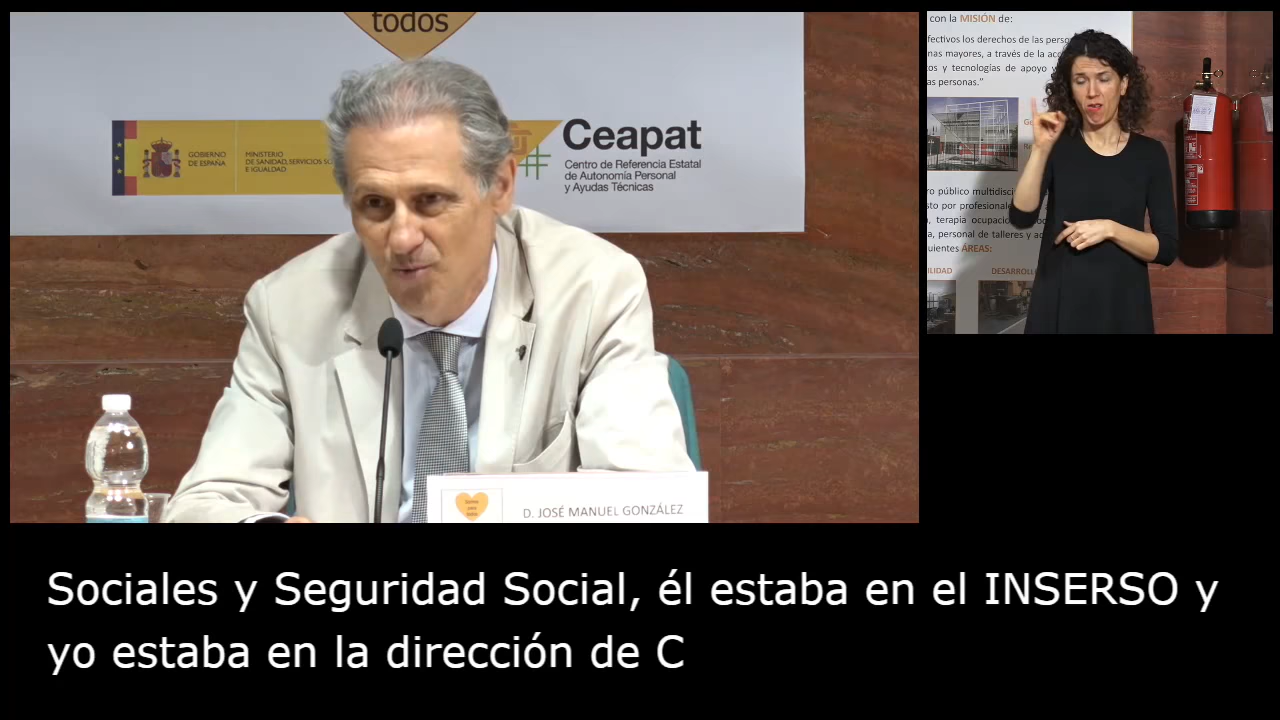 todos
GOBIERNO
DE ESPAÑA
MINISTERIO
DE SANIDAD, SERVICIOS SO
E IGUALDAD
Ceapat
Centro de Referencia Estatal
de Autonomía Personal
y Ayudas Técnicas
D. JOSÉ MANUEL GONZÁLEZ
con la MISIÓN de:
fectivos los derechos de las perso
nas mayores, a través de la acc
os y tecnologías de apoyo y
as personas.”
ro público multidisci
sto por profesionale
, terapia ocupacio
a, personal de talleres y a
uientes ÁREAS:
ILIDAD
DESARROLL
Sociales y Seguridad Social, él estaba en el INSERSO y
yo estaba en la dirección de C